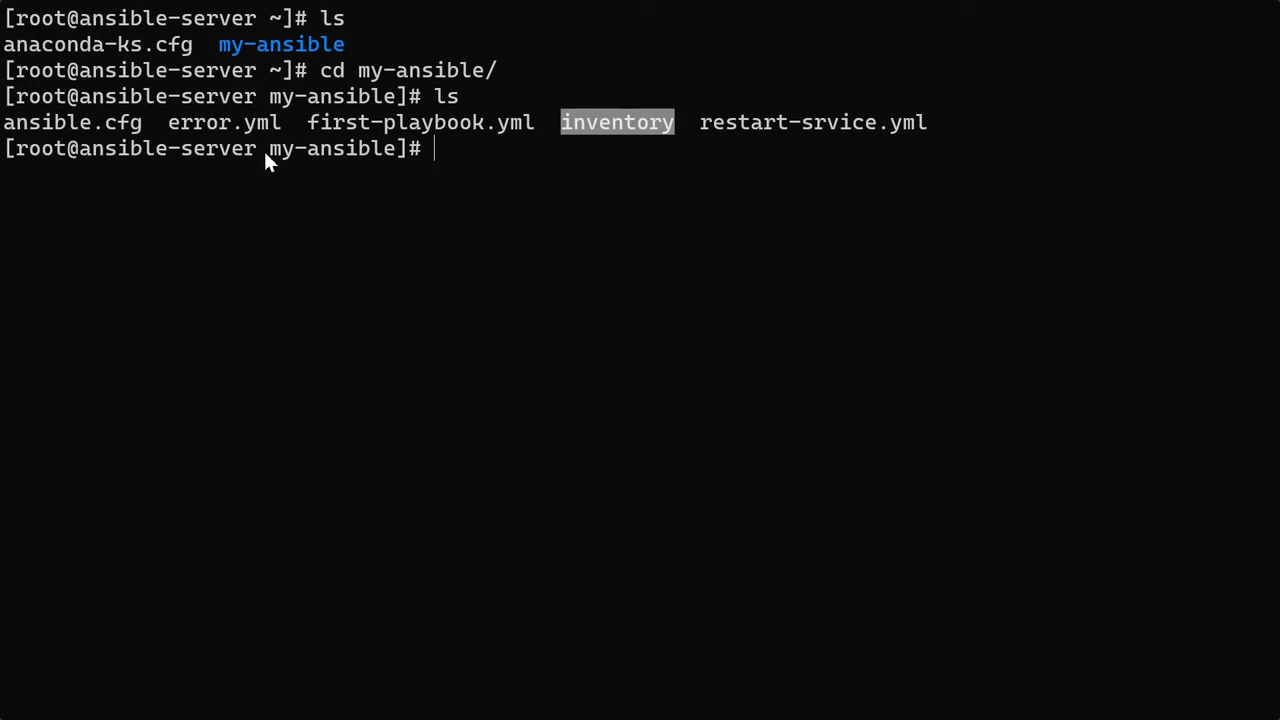 [root@ansible-server ~]# ls
anaconda-ks.cfg  my-ansible
[root@ansible-server ~]# cd my-ansible/
[root@ansible-server my-ansible]# ls
ansible.cfg  error.yml  first-playbook.yml  inventory  restart-srvice.yml
[root@ansible-server my-ansible]#